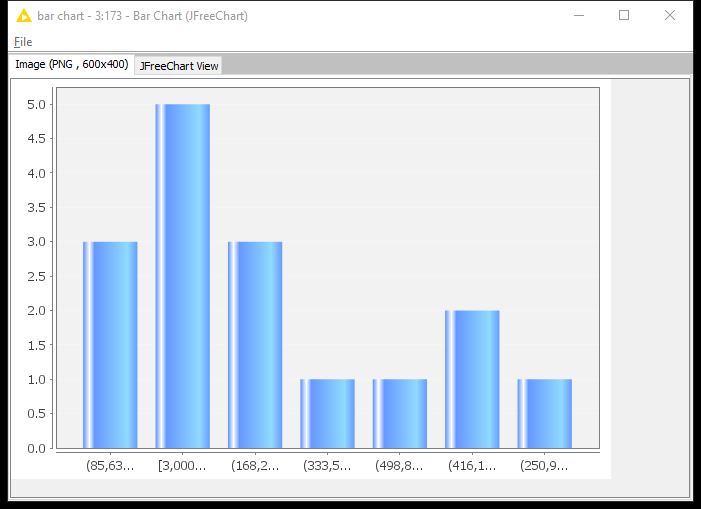 bar chart - 3:173 - Bar Chart (JFreeChart)
File
Image (PNG , 600x400) JFreeChart View
5.0
4.5
4.0
3.5
3.0
2.5
2.0
1.5
1.0
0.5
0.0
(85,63... [3,000... (168,2... (333,5... (498,8... (416,1... (250,9...